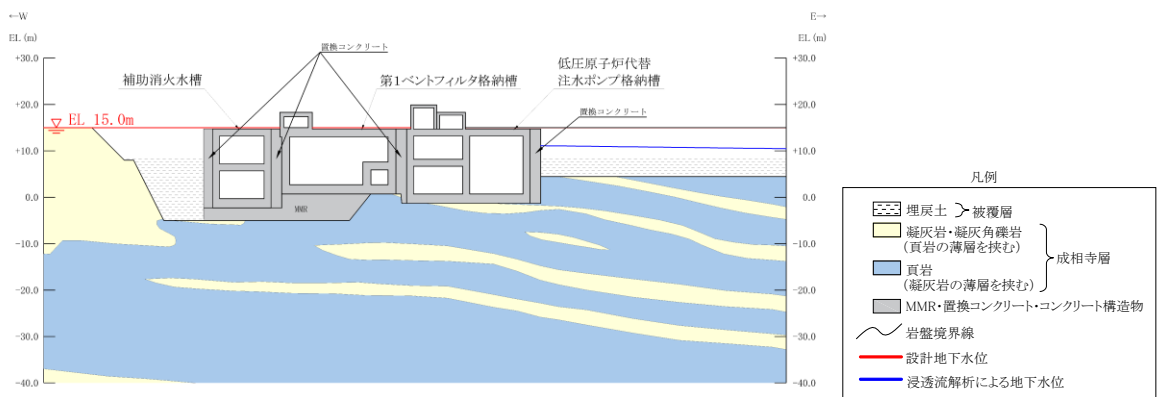 ←W
E→
EL (m)
EL (m)
+30.0
+20.0
+10.0
0.0
-10.0
-20.0
-30.0
-40.0
+30.0
+20.0
+10.0
0.0
-10.0
-20.0
-30.0
-40.0
置換コンクリート
補助消火水槽
第1ベントフィルタ格納槽
低圧原子炉代替
注水ポンプ格納槽
置換コンクリート
EL 15.0m
MMR
凡例
埋戻土
被覆層
凝灰岩・凝灰角礫岩
(頁岩の薄層を挟む)
成相寺層
頁岩
(凝灰岩の薄層を挟む)
MMR・置換コンクリート・コンクリート構造物
岩盤境界線
設計地下水位
浸透流解析による地下水位